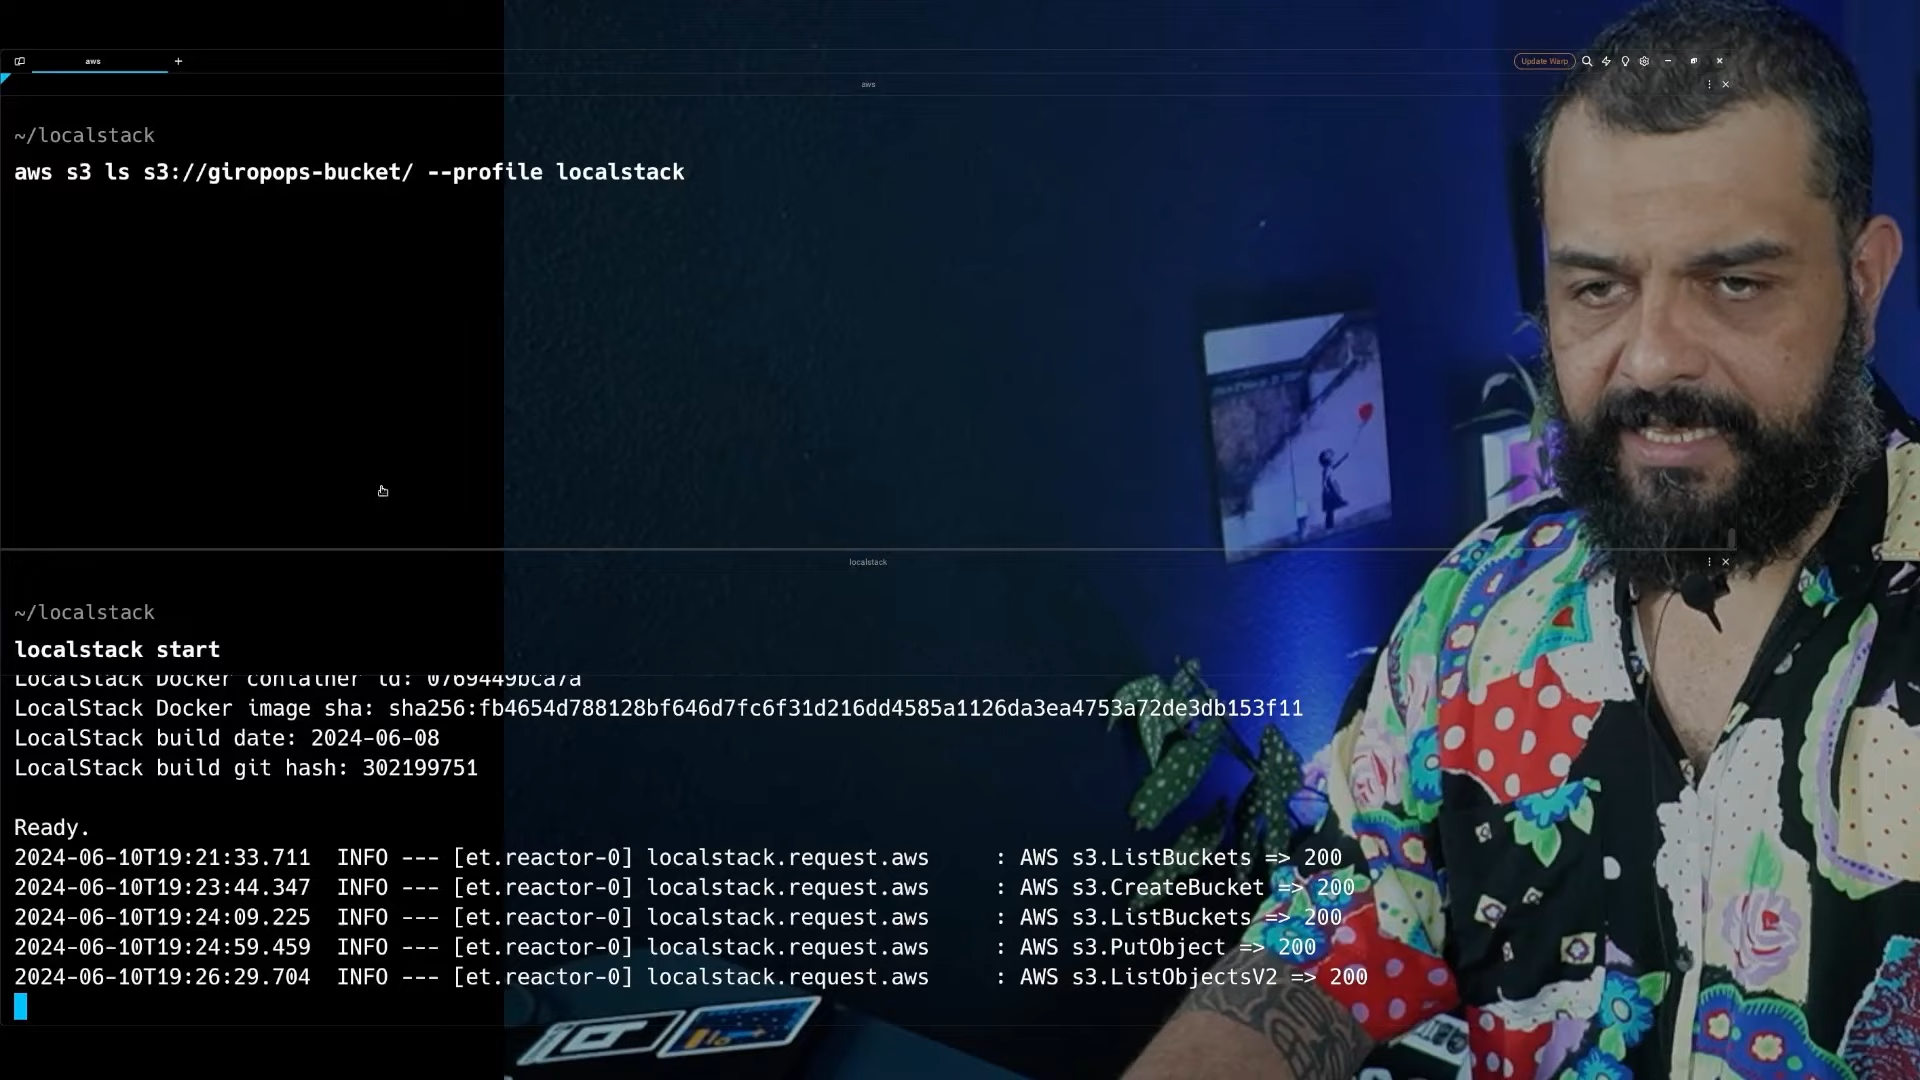 aws
Update Warp
aws
~/localstack
aws s3 ls s3://giropops-bucket/ --profile localstack
localstack
~/localstack
localstack start
LocalStack Docker container id: 0769449bca7a
LocalStack Docker image sha: sha256:fb4654d788128bf646d7fc6f31d216dd4585a1126da3ea4753a72de3db153f11
LocalStack build date: 2024-06-08
LocalStack build git hash: 302199751
Ready.
2024-06-10T19:21:33.711  INFO --- [et.reactor-0] localstack.request.aws     : AWS s3.ListBuckets => 200
2024-06-10T19:23:44.347  INFO --- [et.reactor-0] localstack.request.aws     : AWS s3.CreateBucket => 200
2024-06-10T19:24:09.225  INFO --- [et.reactor-0] localstack.request.aws     : AWS s3.ListBuckets => 200
2024-06-10T19:24:59.459  INFO --- [et.reactor-0] localstack.request.aws     : AWS s3.PutObject => 200
2024-06-10T19:26:29.704  INFO --- [et.reactor-0] localstack.request.aws     : AWS s3.ListObjectsV2 => 200